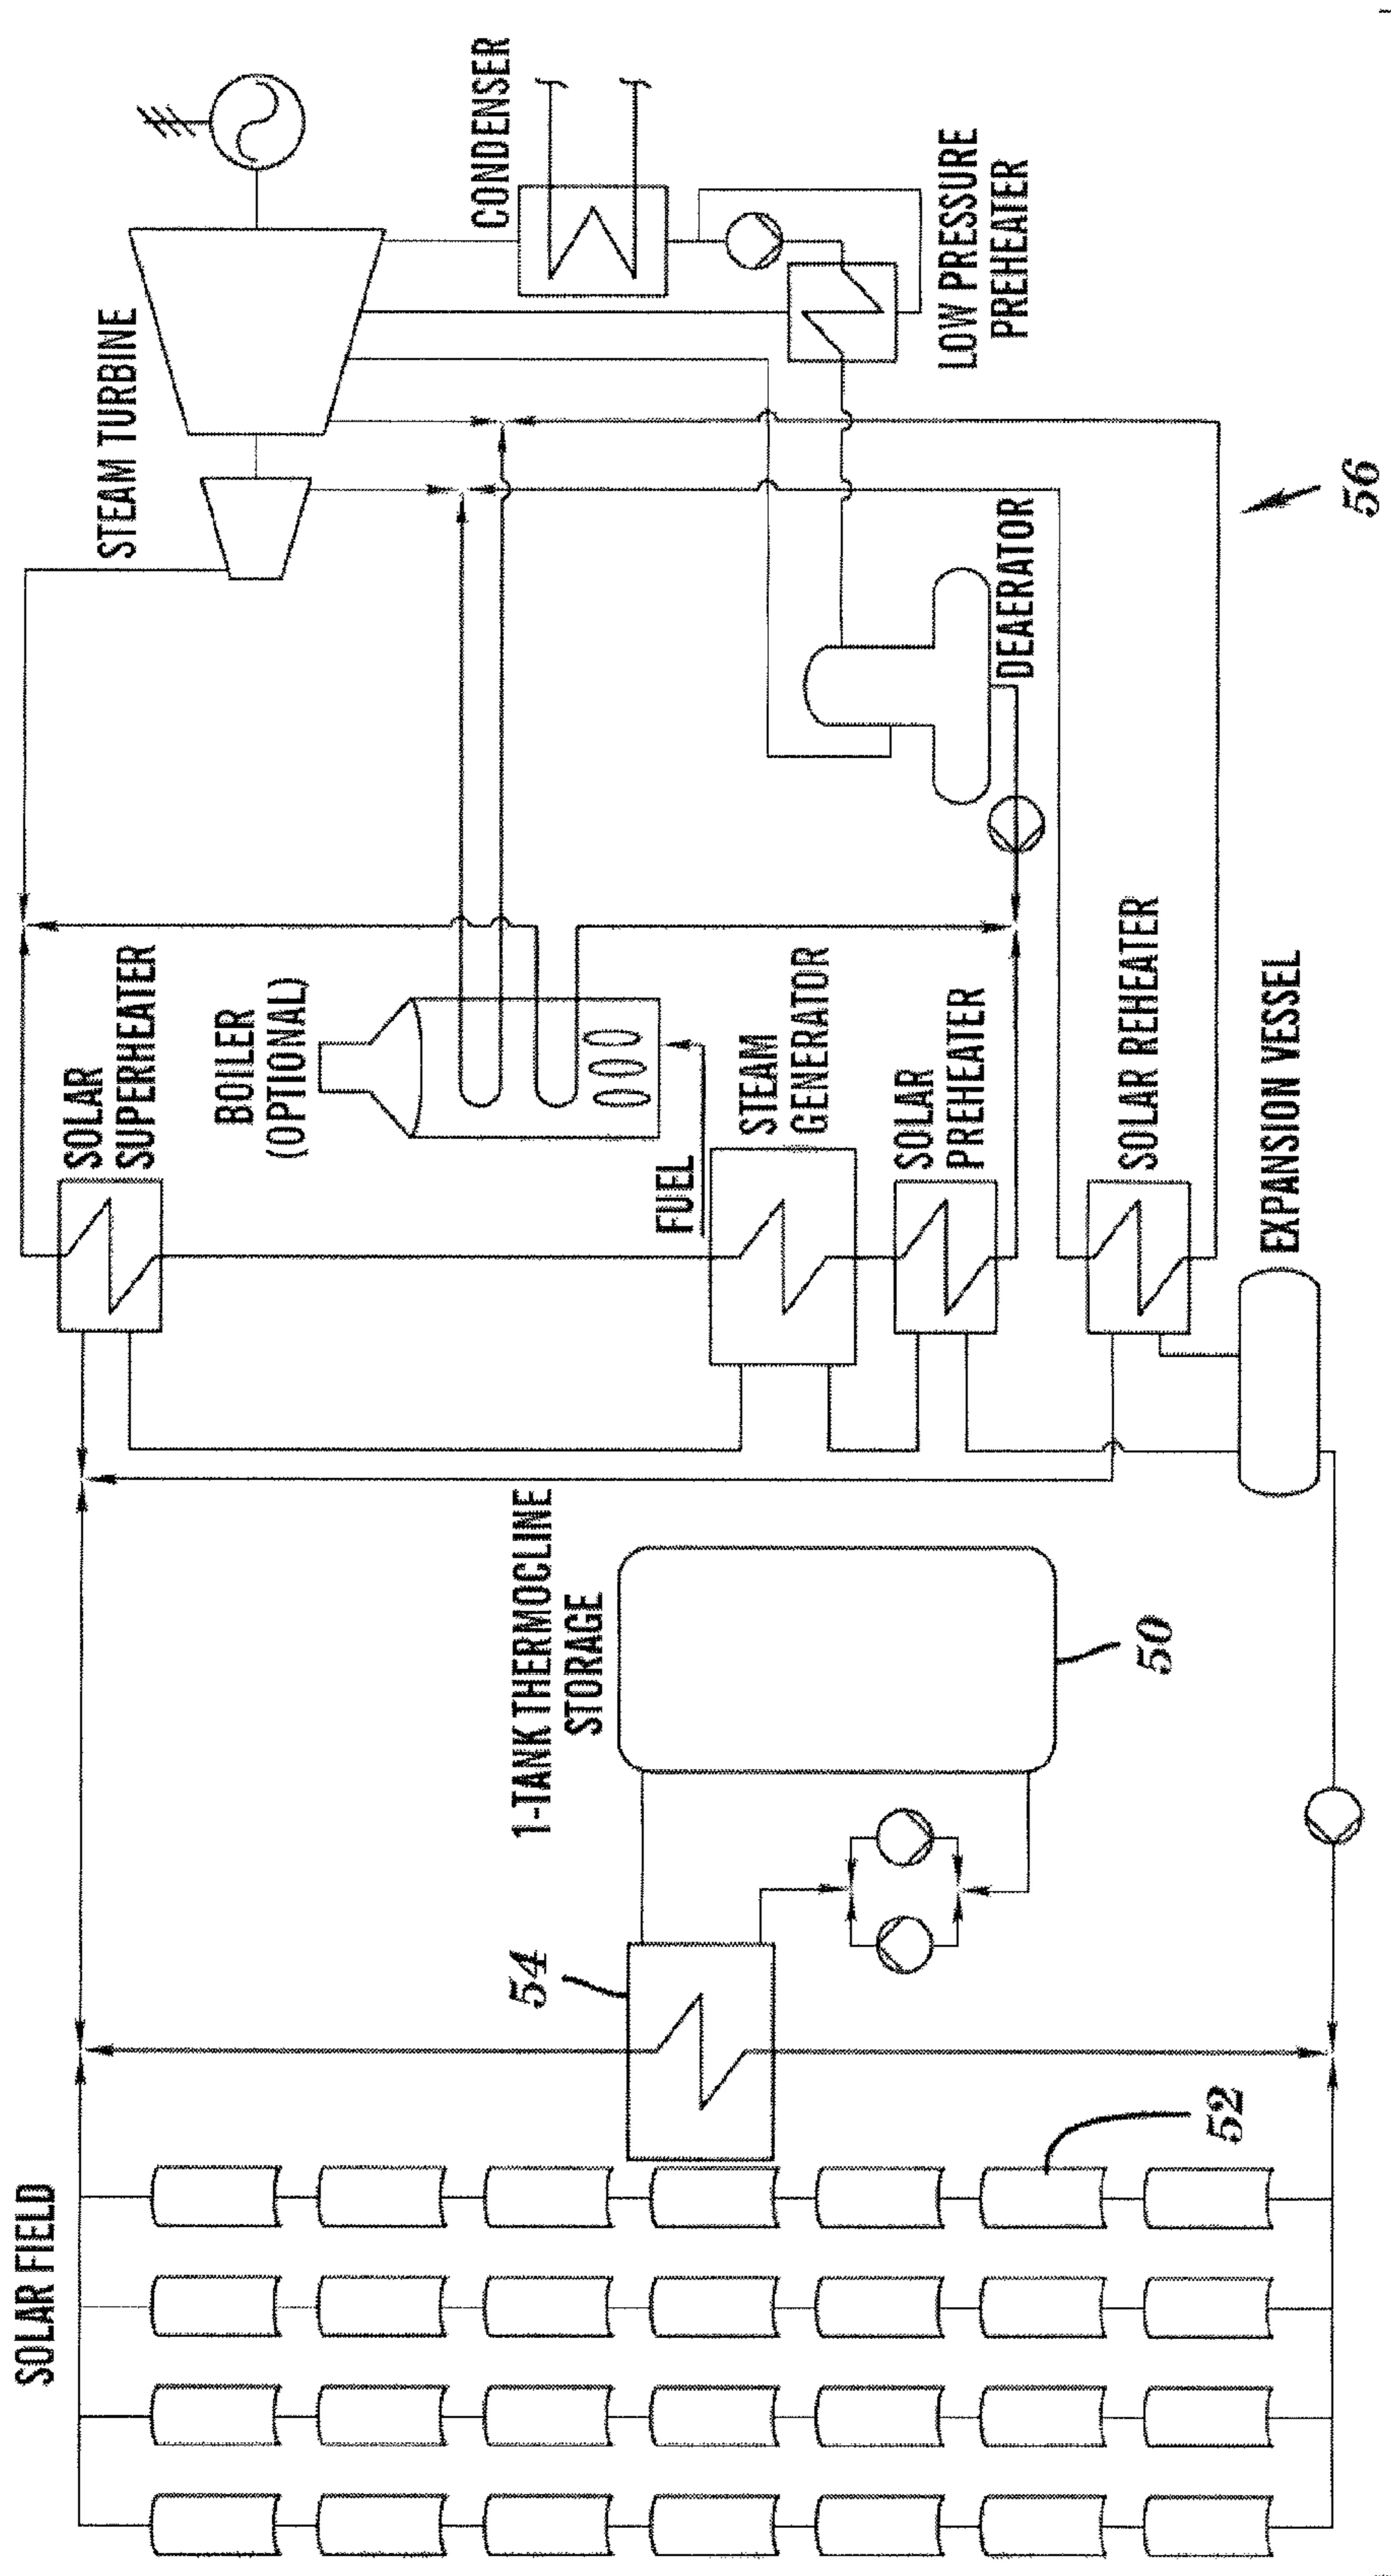 SOLAR FIELD
SOLAR
SUPERHEATER
STEAM TURBINE
BOILER
(OPTIONAL)
CONDENSER
1-TANK THERMOCLINE
STORAGE
54
FUEL
STEAM
GENERATOR
SOLAR
PREHEATER
LOW PRESSURE
PREHEATER
DEAERATOR
50
52
SOLAR REHEATER
EXPANSION VESSEL
56